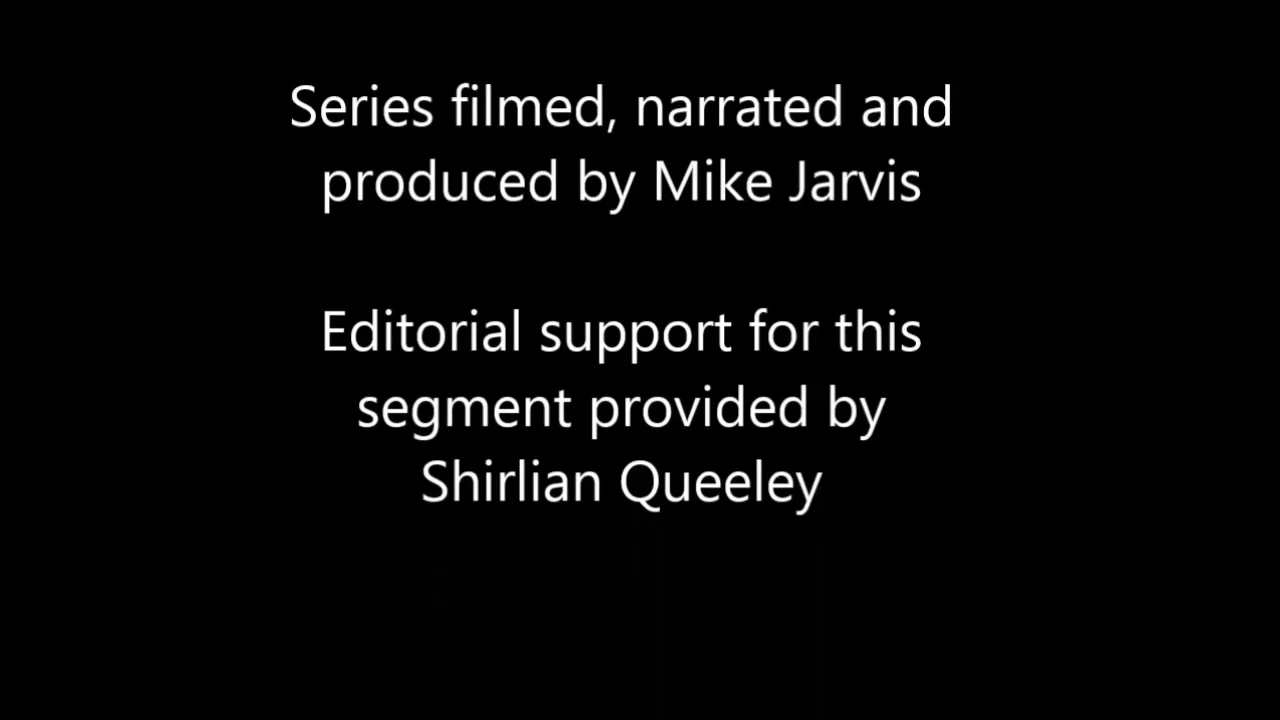 Series filmed, narrated and
produced by Mike Jarvis
Editorial support for this
segment provided by
Shirlian Queeley